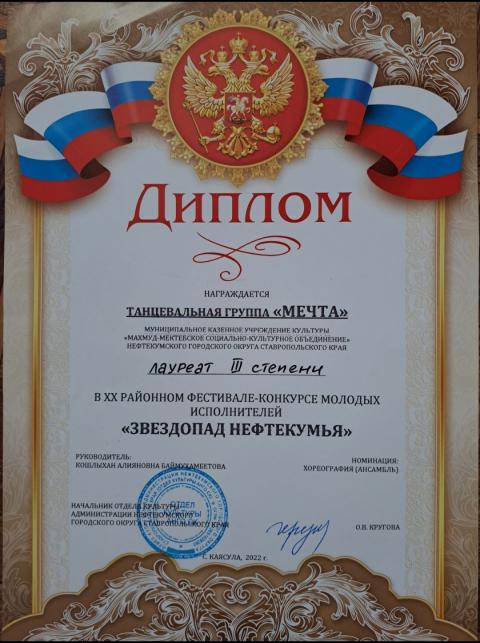 ДИПЛОМ
НАГРАЖДАЕТСЯ
ТАНЦЕВАЛЬНАЯ ГРУППА «МЕЧТА»
МУНИЦИПАЛЬНОЕ КАЗЕННОЕ УЧРЕЖДЕНИЕ КУЛЬТУРЫ
«МАХМУД-МЕКТЕБСКОЕ СОЦИАЛЬНО-КУЛЬТУРНОЕ ОБЪЕДИНЕНИЕ»
НЕФТЕКУМСКОГО ГОРОДСКОГО ОКРУГА СТАВРОПОЛЬСКОГО КРАЯ
лауреат III степени
В XX РАЙОННОМ ФЕСТИВАЛЕ-КОНКУРСЕ МОЛОДЫХ
ИСПОЛНИТЕЛЕЙ
«ЗВЕЗДОПАД НЕФТЕКУМЬЯ»
РУКОВОДИТЕЛЬ:
КОШЛЫХАН АЛИЯНОВНА БАЙМУХАМБЕТОВА
НОМИНАЦИЯ:
ХОРЕОГРАФИЯ (АНСАМБЛЬ)
НАЧАЛЬНИК ОТДЕЛА КУЛЬТУРЫ
АДМИНИСТРАЦИИ НЕФТЕКУМСКОГО
ГОРОДСКОГО ОКРУГА СТАВРОПОЛЬСКОГО КРАЯ
О.В. КРУГОВА
ОТДЕЛ
КУЛЬТУРЫ
С. КАЯСУЛА, 2022 г.